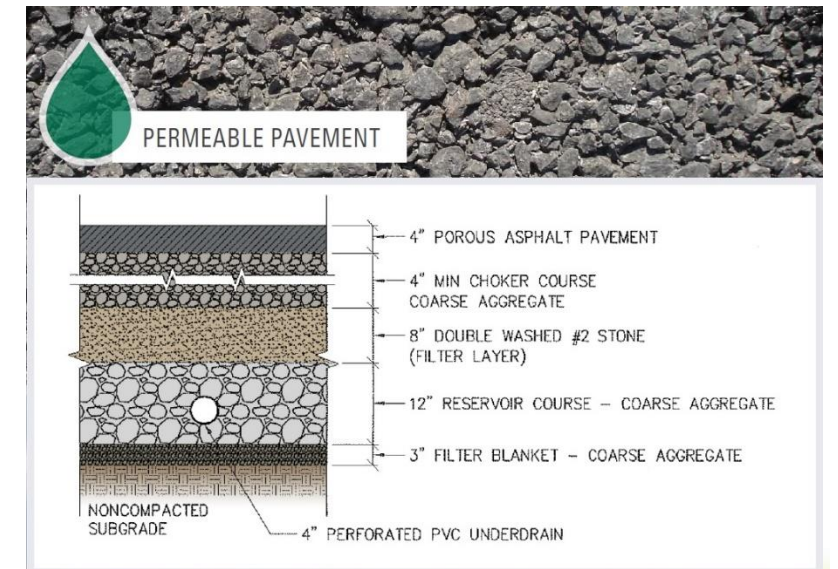 PERMEABLE PAVEMENT
4" POROUS ASPHALT PAVEMENT
4" MIN CHOKER COURSE
COARSE AGGREGATE
8" DOUBLE WASHED #2 STONE
(FILTER LAYER)
12" RESERVOIR COURSE – COARSE AGGREGATE
3" FILTER BLANKET – COARSE AGGREGATE
NONCOMPACTED
SUBGRADE
4" PERFORATED PVC UNDERDRAIN